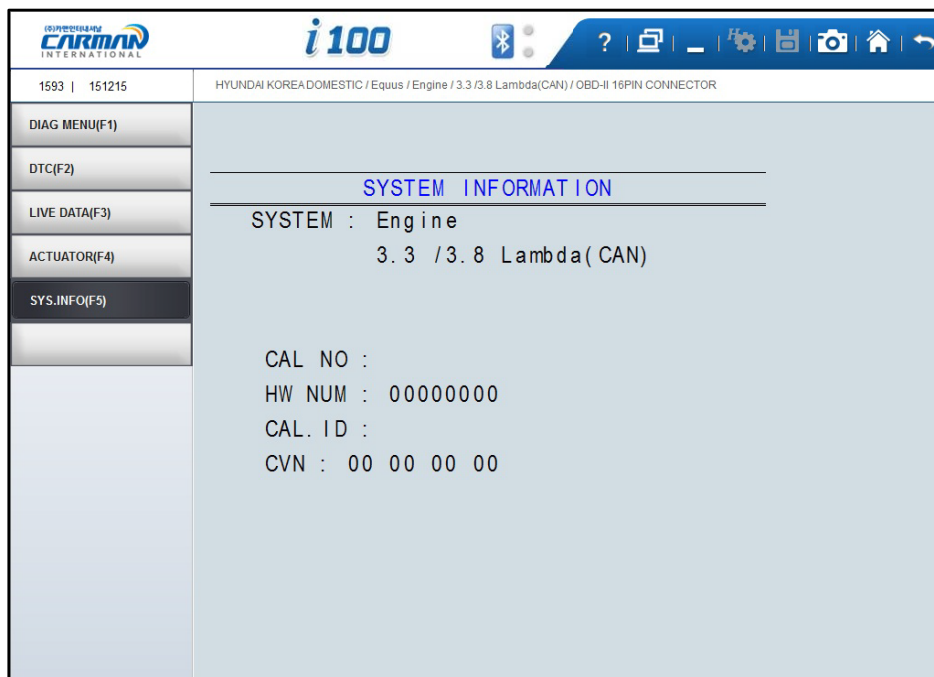 (주)카맨인터내셔날
CARMAN
INTERNATIONAL
i100
?
1593 | 151215
HYUNDAI KOREA DOMESTIC / Equus / Engine / 3.3 /3.8 Lambda(CAN) / OBD-II 16PIN CONNECTOR
DIAG MENU(F1)
DTC(F2)
LIVE DATA(F3)
ACTUATOR(F4)
SYS.INFO(F5)
SYSTEM INFORMATION
SYSTEM : Engine
3.3 /3.8 Lambda(CAN)
CAL NO :
HW NUM : 00000000
CAL. ID :
CVN : 00 00 00 00